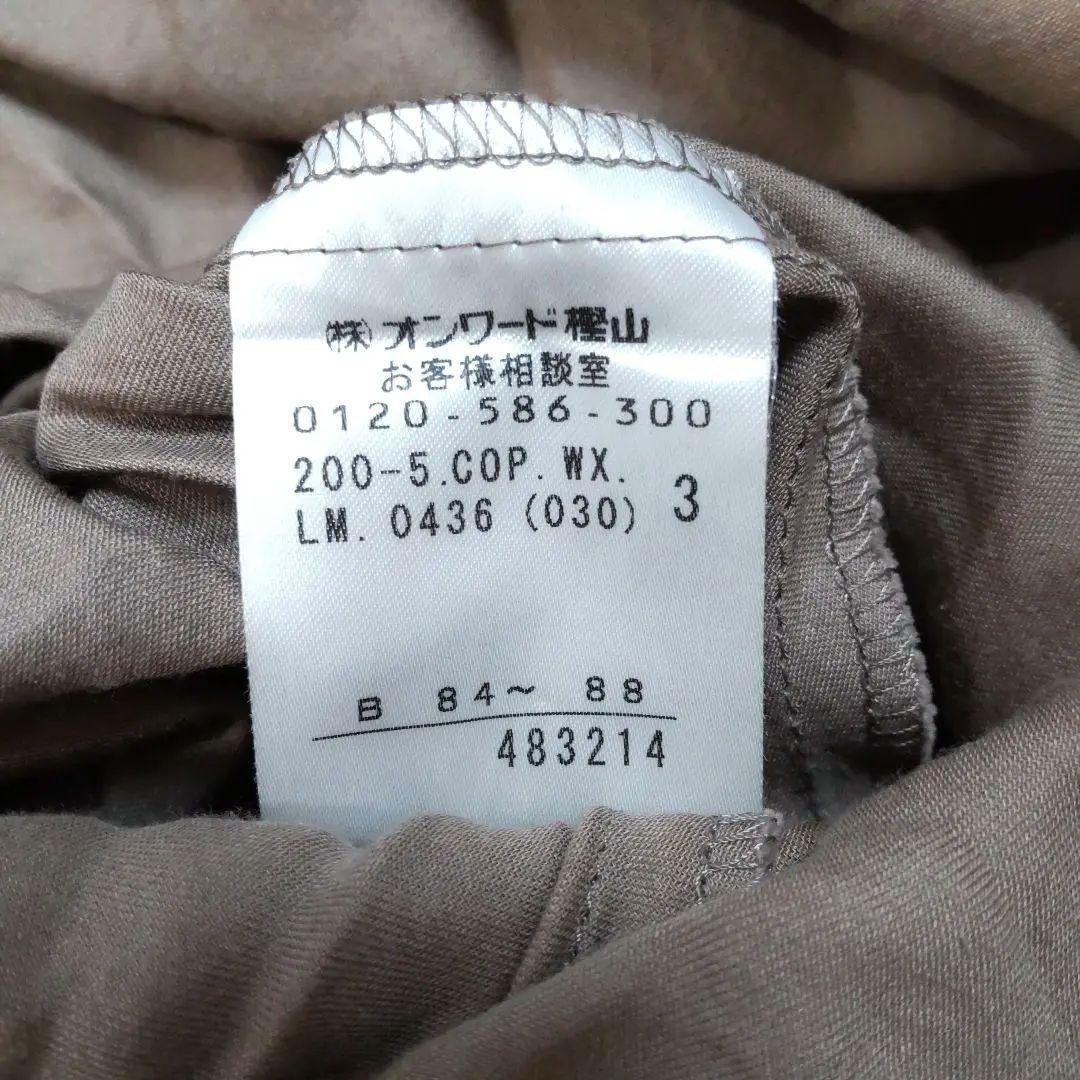 ㈱オンワード樫山
お客様相談室
0120-586-300
200-5.COP.WX.
LM. 0436 (030) 3
B 84～ 88
483214